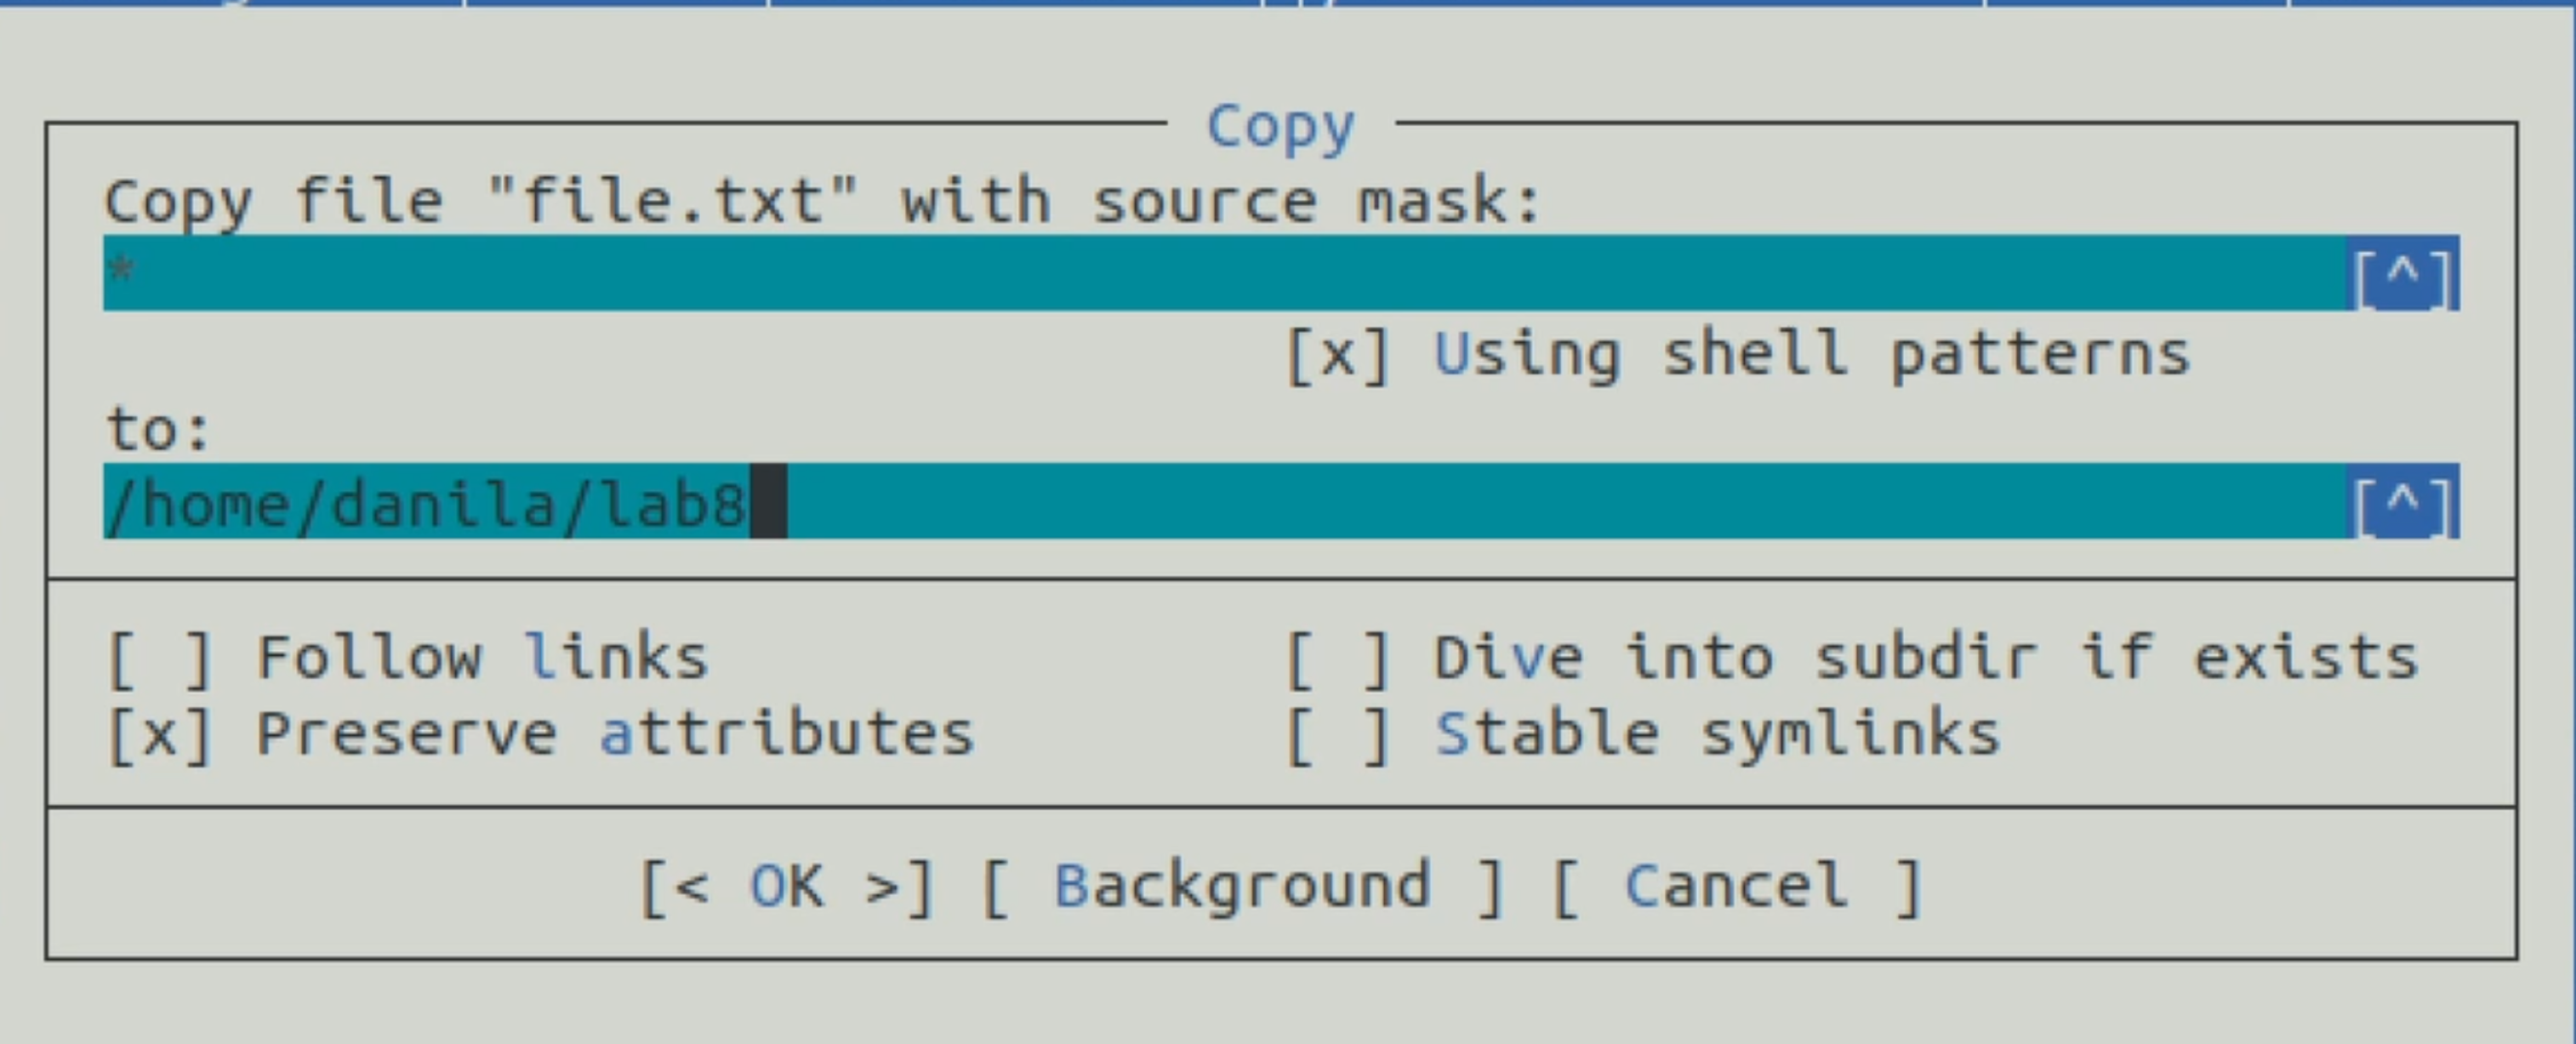 Copy
Copy file "file.txt" with source mask:
* [^]
[x] Using shell patterns
to:
/home/danila/lab8 [^]
[ ] Follow links [ ] Dive into subdir if exists
[x] Preserve attributes [ ] Stable symlinks
[< OK >] [ Background ] [ Cancel ]